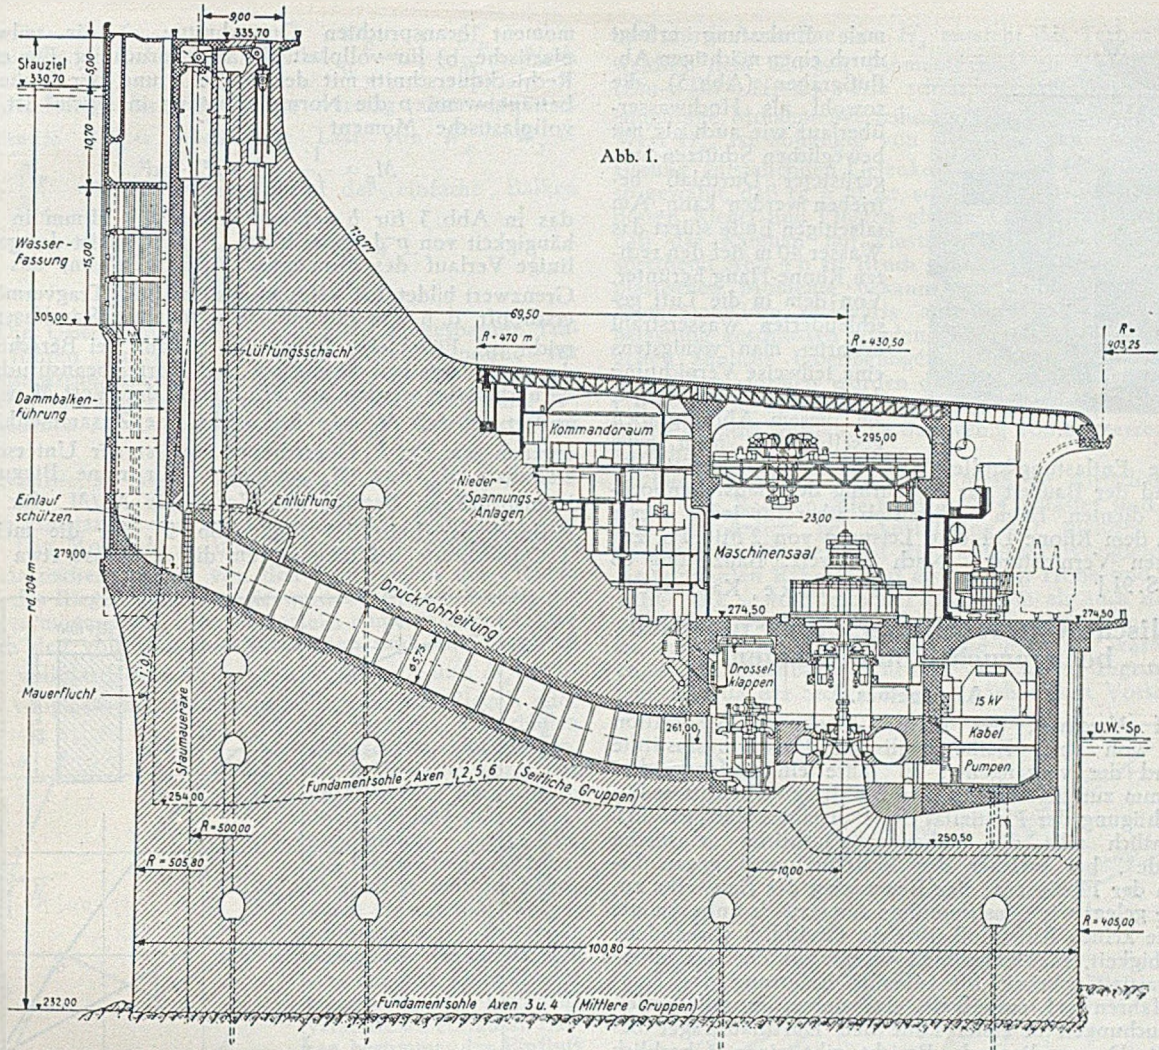 9,00
335,70
Stauziel
330,70
5,00
10,70
Abb. 1.
Wasser-
fassung
15,00
1:0,77
305,00
69,50
R = 470 m
R = 430,50
R =
403,25
Lüftungsschacht
Dammbalken-
führung
Kommandoraum
295,00
Nieder-
Spannungs-
Anlagen
Einlauf
schützen
Entlüftung
23,00
279,00
Maschinensaal
rd. 104 m
Druckrohrleitung
274,50
274,50
1 = 5,75
Drossel-
klappen
Mauerflucht
1:0,1
Staumaueraxe
15 kV
261,00
Kabel
U.W.-Sp.
Pumpen
Fundamentsohle Axen 1,2,5,6 (Seitliche Gruppen)
254,00
R = 500,00
250,50
R = 505,80
10,00
R = 405,00
100,80
232,00
Fundamentsohle Axen 3 u. 4 (Mittlere Gruppen)